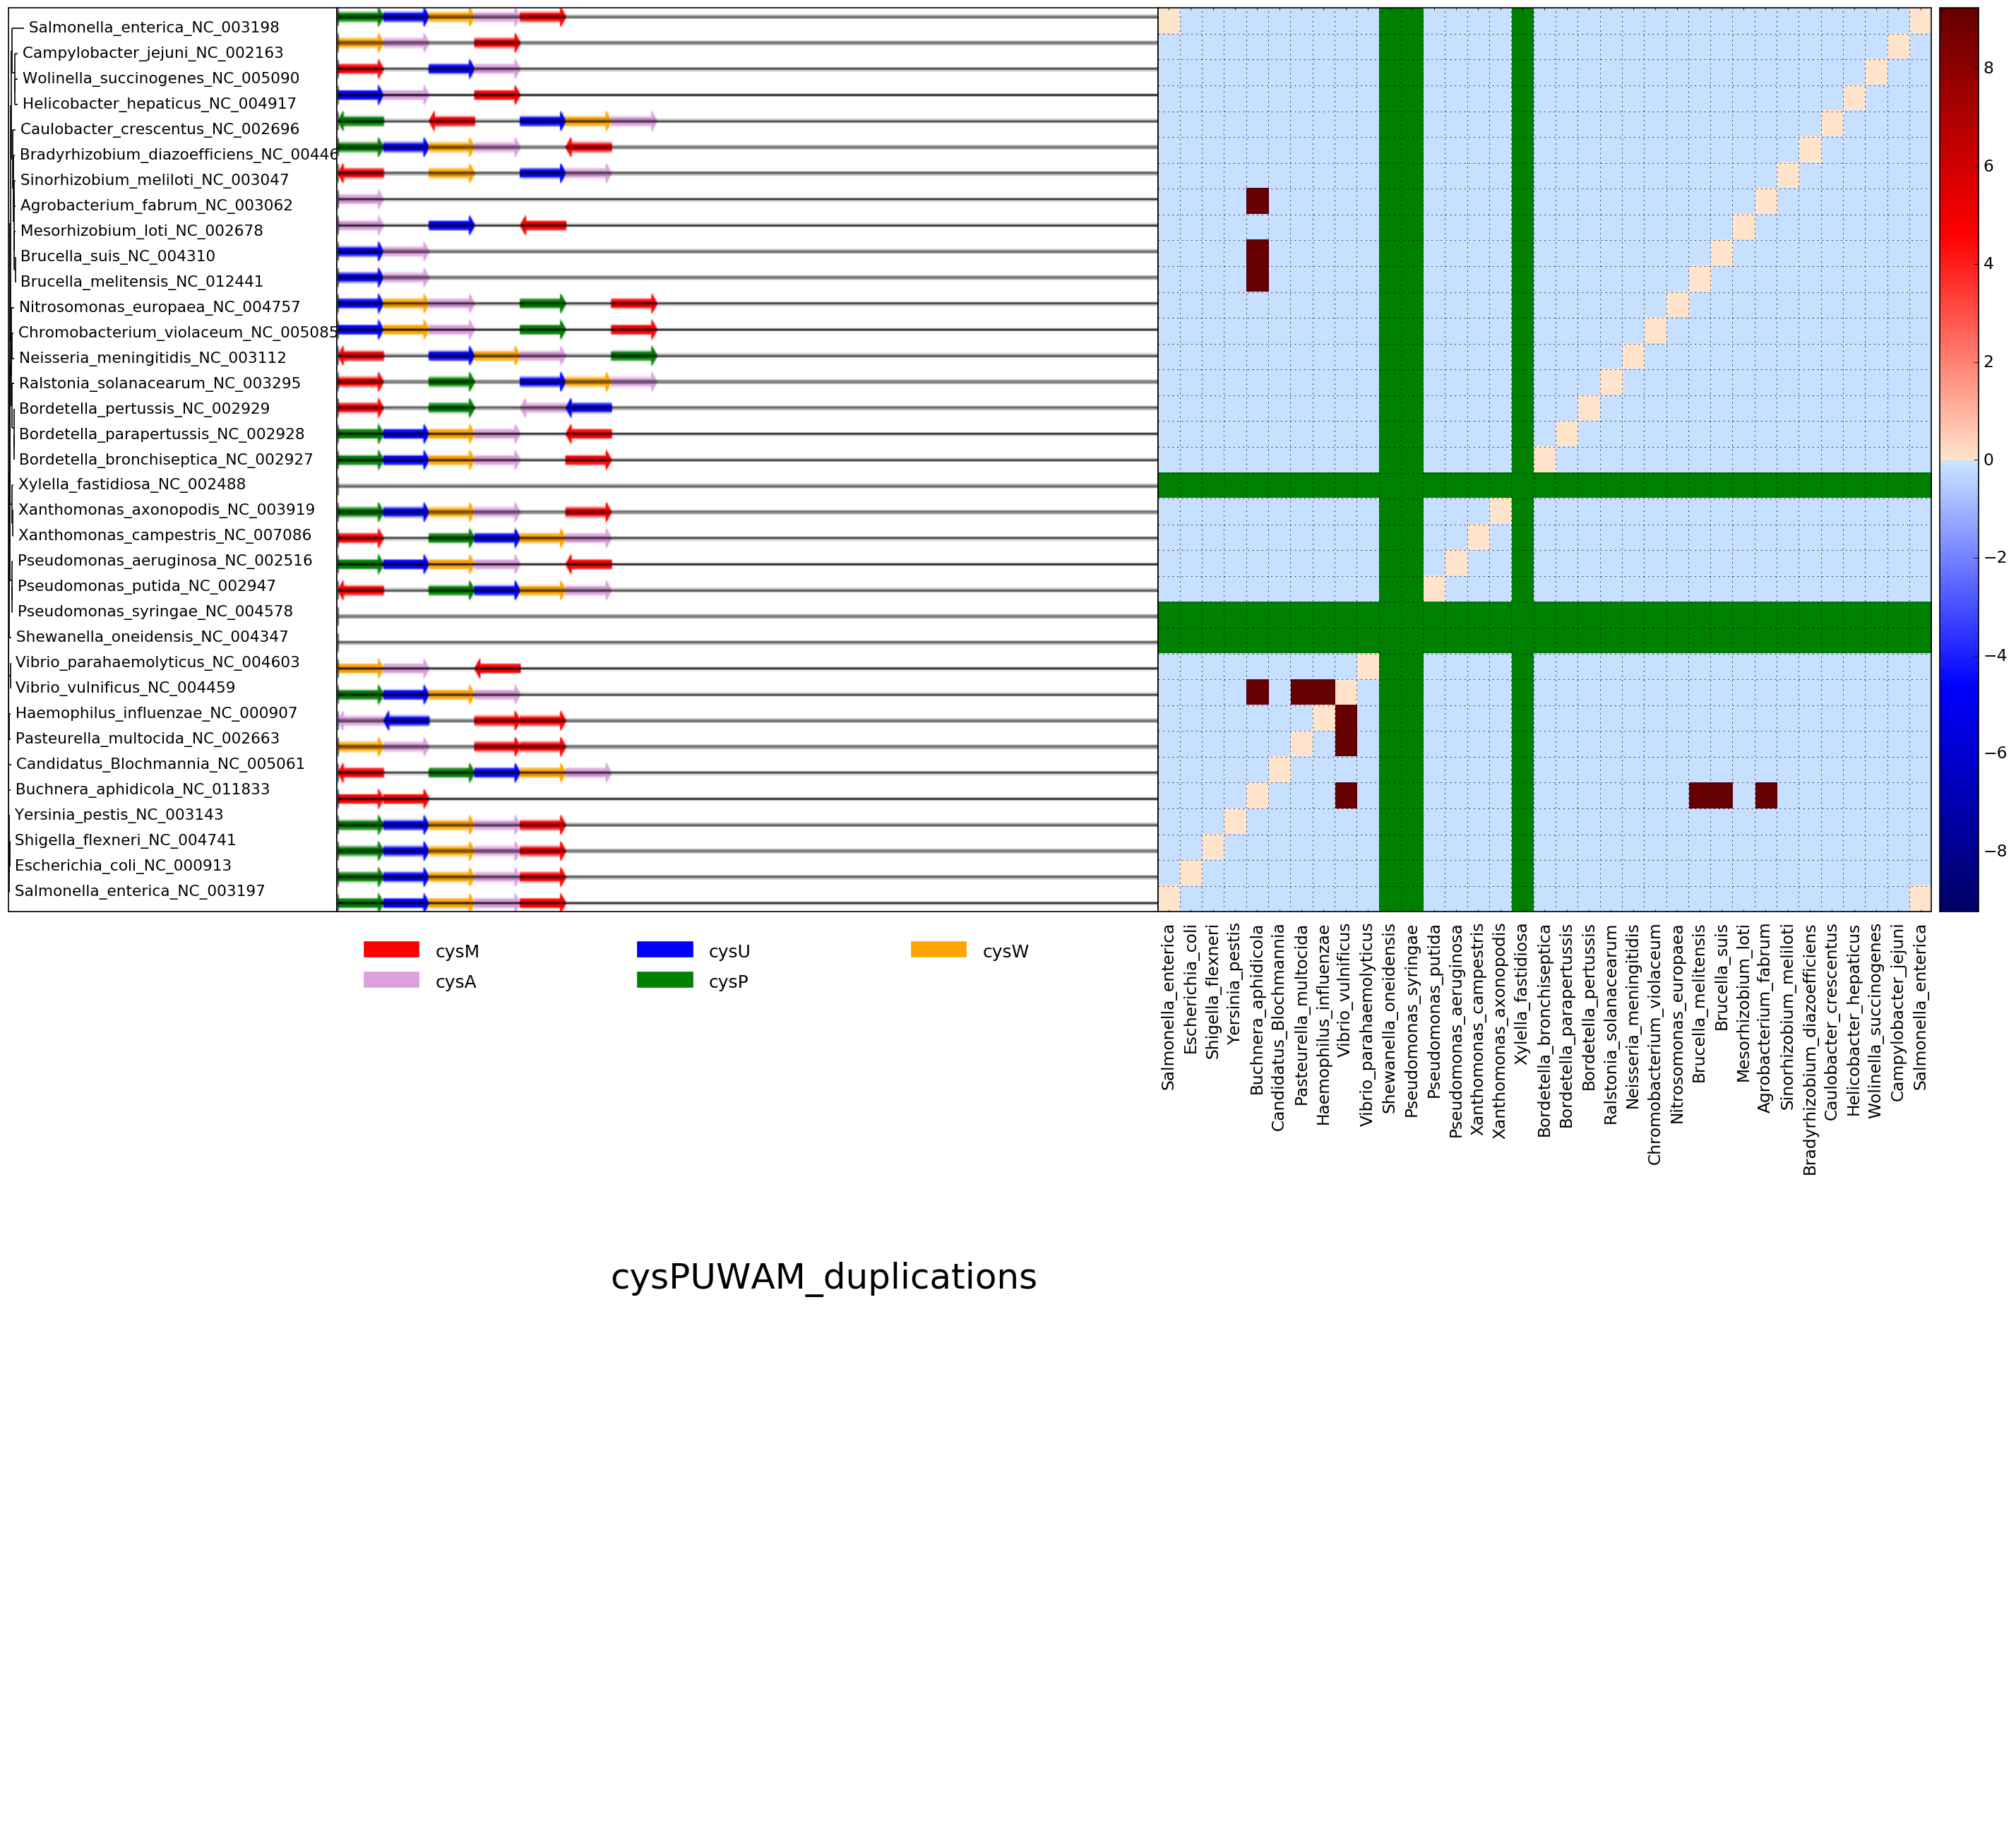 Salmonella_enterica_NC_003198
Campylobacter_jejuni_NC_002163
Wolinella_succinogenes_NC_005090
Helicobacter_hepaticus_NC_004917
Caulobacter_crescentus_NC_002696
Bradyrhizobium_diazoefficiens_NC_00446
Sinorhizobium_meliloti_NC_003047
Agrobacterium_fabrum_NC_003062
Mesorhizobium_loti_NC_002678
Brucella_suis_NC_004310
Brucella_melitensis_NC_012441
Nitrosomonas_europaea_NC_004757
Chromobacterium_violaceum_NC_005085
Neisseria_meningitidis_NC_003112
Ralstonia_solanacearum_NC_003295
Bordetella_pertussis_NC_002929
Bordetella_parapertussis_NC_002928
Bordetella_bronchiseptica_NC_002927
Xylella_fastidiosa_NC_002488
Xanthomonas_axonopodis_NC_003919
Xanthomonas_campestris_NC_007086
Pseudomonas_aeruginosa_NC_002516
Pseudomonas_putida_NC_002947
Pseudomonas_syringae_NC_004578
Shewanella_oneidensis_NC_004347
Vibrio_parahaemolyticus_NC_004603
Vibrio_vulnificus_NC_004459
Haemophilus_influenzae_NC_000907
Pasteurella_multocida_NC_002663
Candidatus_Blochmannia_NC_005061
Buchnera_aphidicola_NC_011833
Yersinia_pestis_NC_003143
Shigella_flexneri_NC_004741
Escherichia_coli_NC_000913
Salmonella_enterica_NC_003197
8
6
4
2
0
−2
−4
−6
−8
cysM
cysU
cysW
cysA
cysP
Salmonella_enterica
Escherichia_coli
Shigella_flexneri
Yersinia_pestis
Buchnera_aphidicola
Candidatus_Blochmannia
Pasteurella_multocida
Haemophilus_influenzae
Vibrio_vulnificus
Vibrio_parahaemolyticus
Shewanella_oneidensis
Pseudomonas_syringae
Pseudomonas_putida
Pseudomonas_aeruginosa
Xanthomonas_campestris
Xanthomonas_axonopodis
Xylella_fastidiosa
Bordetella_bronchiseptica
Bordetella_parapertussis
Bordetella_pertussis
Ralstonia_solanacearum
Neisseria_meningitidis
Chromobacterium_violaceum
Nitrosomonas_europaea
Brucella_melitensis
Brucella_suis
Mesorhizobium_loti
Agrobacterium_fabrum
Sinorhizobium_meliloti
Bradyrhizobium_diazoefficiens
Caulobacter_crescentus
Helicobacter_hepaticus
Wolinella_succinogenes
Campylobacter_jejuni
Salmonella_enterica
cysPUWAM_duplications